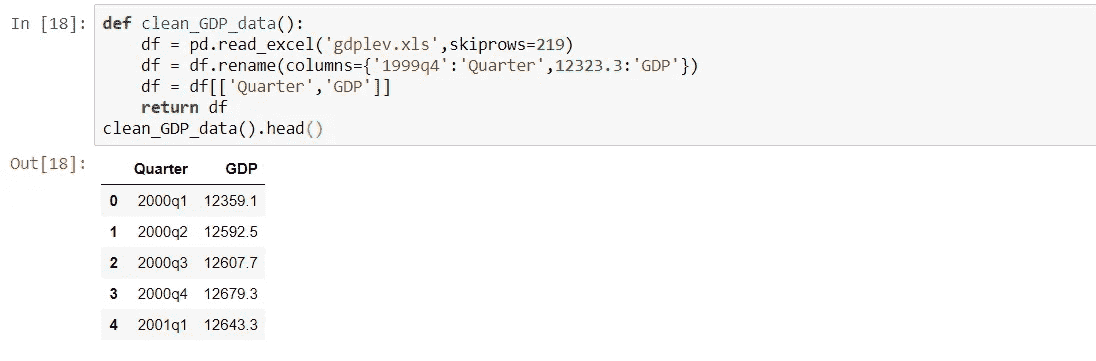 In [18]: def clean_GDP_data():
    df = pd.read_excel('gdplev.xls',skiprows=219)
    df = df.rename(columns={'1999q4':'Quarter',12323.3:'GDP'})
    df = df[['Quarter','GDP']]
    return df
clean_GDP_data().head()
Out[18]:
Quarter GDP
0 2000q1 12359.1
1 2000q2 12592.5
2 2000q3 12607.7
3 2000q4 12679.3
4 2001q1 12643.3